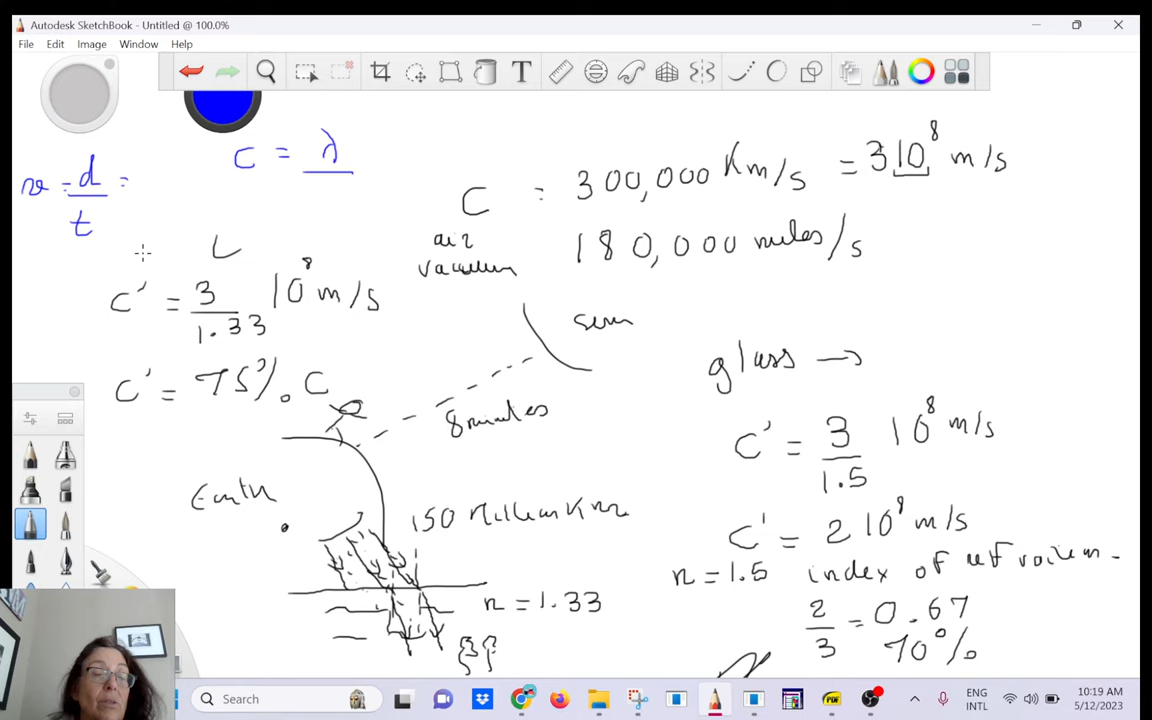 Autodesk SketchBook - Untitled @ 100.0%
File Edit Image Window Help
v = d/t =
c = λ
C = 300,000 Km/s = 3 10⁸ m/s
air
vacuum
180,000 miles/s
C' = 3/1.33 10⁸ m/s
C' = 75% . C
sun
8 minutes
Earth
150 Million Km
n = 1.33
glass →
C' = 3/1.5 10⁸ m/s
C' = 2 10⁸ m/s
n = 1.5 index of refraction.
2/3 = 0.67
70%
Search
ENG
INTL
10:19 AM
5/12/2023